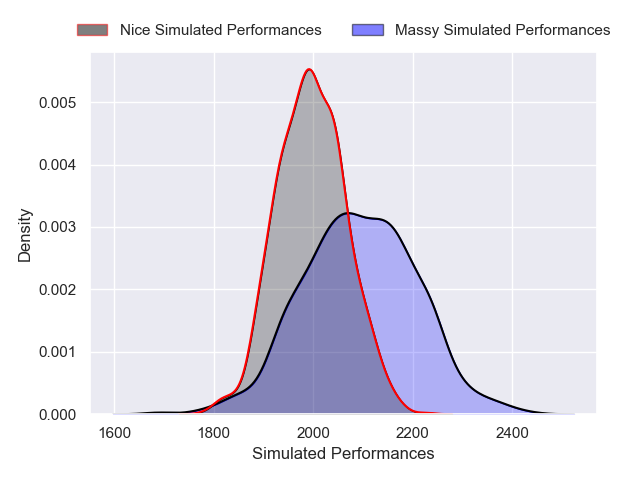 Nice Simulated Performances Massy Simulated Performances
0.005
0.004
0.003
0.002
0.001
0.000
Density
1600 1800 2000 2200 2400
Simulated Performances